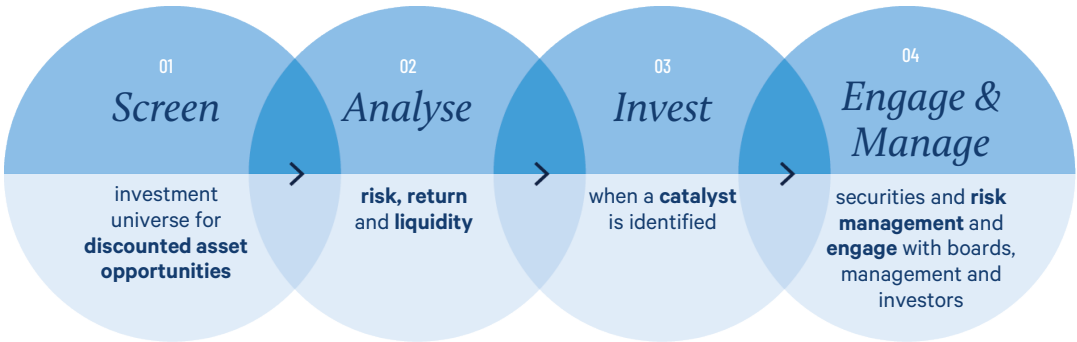 01
Screen
investment
universe for
discounted asset
opportunities
02
Analyse
risk, return
and liquidity
03
Invest
when a catalyst
is identified
04
Engage &
Manage
securities and risk
management and
engage with boards,
management and
investors